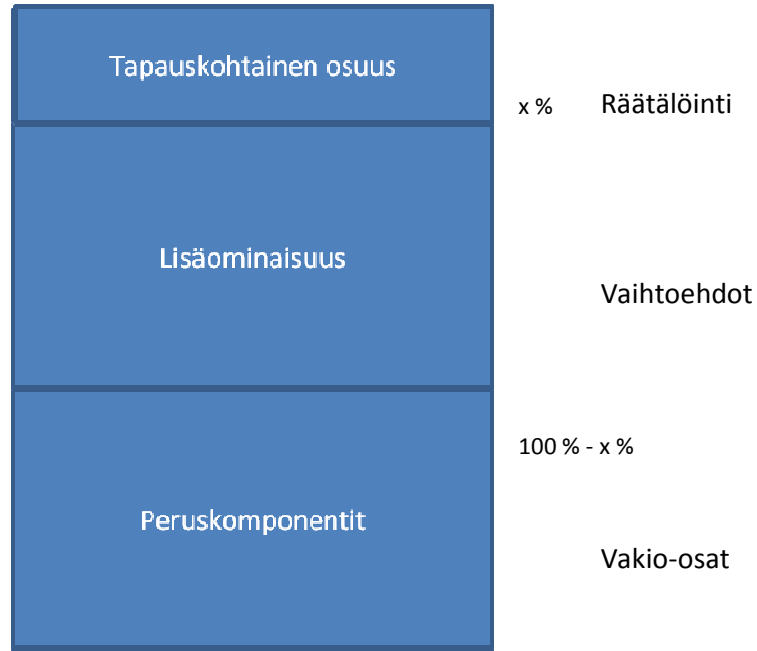 Tapauskohtainen osuus
x % Räätälöinti
Lisäominaisuus
Vaihtoehdot
100 % - x %
Peruskomponentit
Vakio-osat